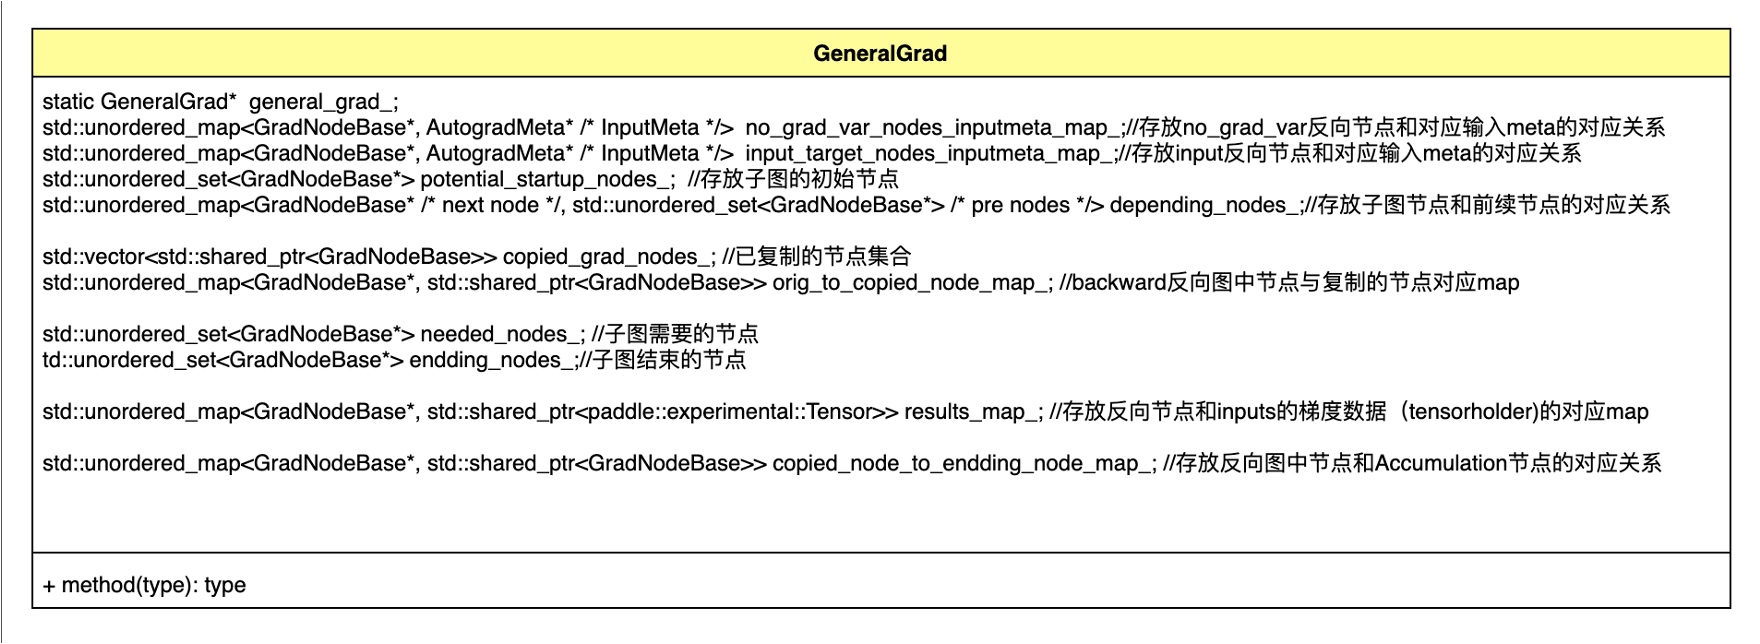 GeneralGrad
static GeneralGrad*  general_grad_;
std::unordered_map<GradNodeBase*, AutogradMeta* /* InputMeta */>  no_grad_var_nodes_inputmeta_map_;//存放no_grad_var反向节点和对应输入meta的对应关系
std::unordered_map<GradNodeBase*, AutogradMeta* /* InputMeta */>  input_target_nodes_inputmeta_map_;//存放input反向节点和对应输入meta的对应关系
std::unordered_set<GradNodeBase*> potential_startup_nodes_;  //存放子图的初始节点
std::unordered_map<GradNodeBase* /* next node */, std::unordered_set<GradNodeBase*> /* pre nodes */> depending_nodes_;//存放子图节点和前续节点的对应关系
std::vector<std::shared_ptr<GradNodeBase>> copied_grad_nodes_; //已复制的节点集合
std::unordered_map<GradNodeBase*, std::shared_ptr<GradNodeBase>> orig_to_copied_node_map_; //backward反向图中节点与复制的节点对应map
std::unordered_set<GradNodeBase*> needed_nodes_; //子图需要的节点
td::unordered_set<GradNodeBase*> endding_nodes_;//子图结束的节点
std::unordered_map<GradNodeBase*, std::shared_ptr<paddle::experimental::Tensor>> results_map_; //存放反向节点和inputs的梯度数据（tensorholder)的对应map
std::unordered_map<GradNodeBase*, std::shared_ptr<GradNodeBase>> copied_node_to_endding_node_map_; //存放反向图中节点和Accumulation节点的对应关系
+ method(type): type